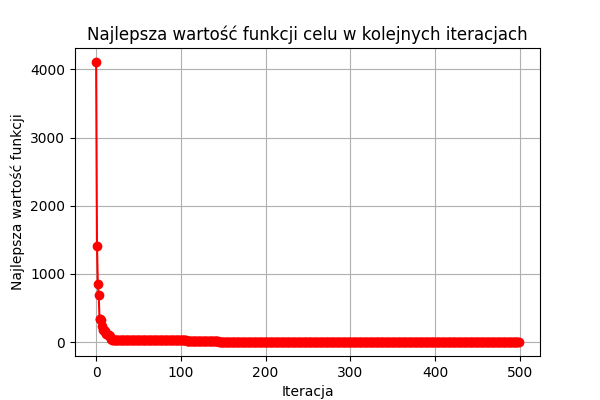 Najlepsza wartość funkcji celu w kolejnych iteracjach
4000
3000
2000
1000
0
Najlepsza wartość funkcji
0 100 200 300 400 500
Iteracja